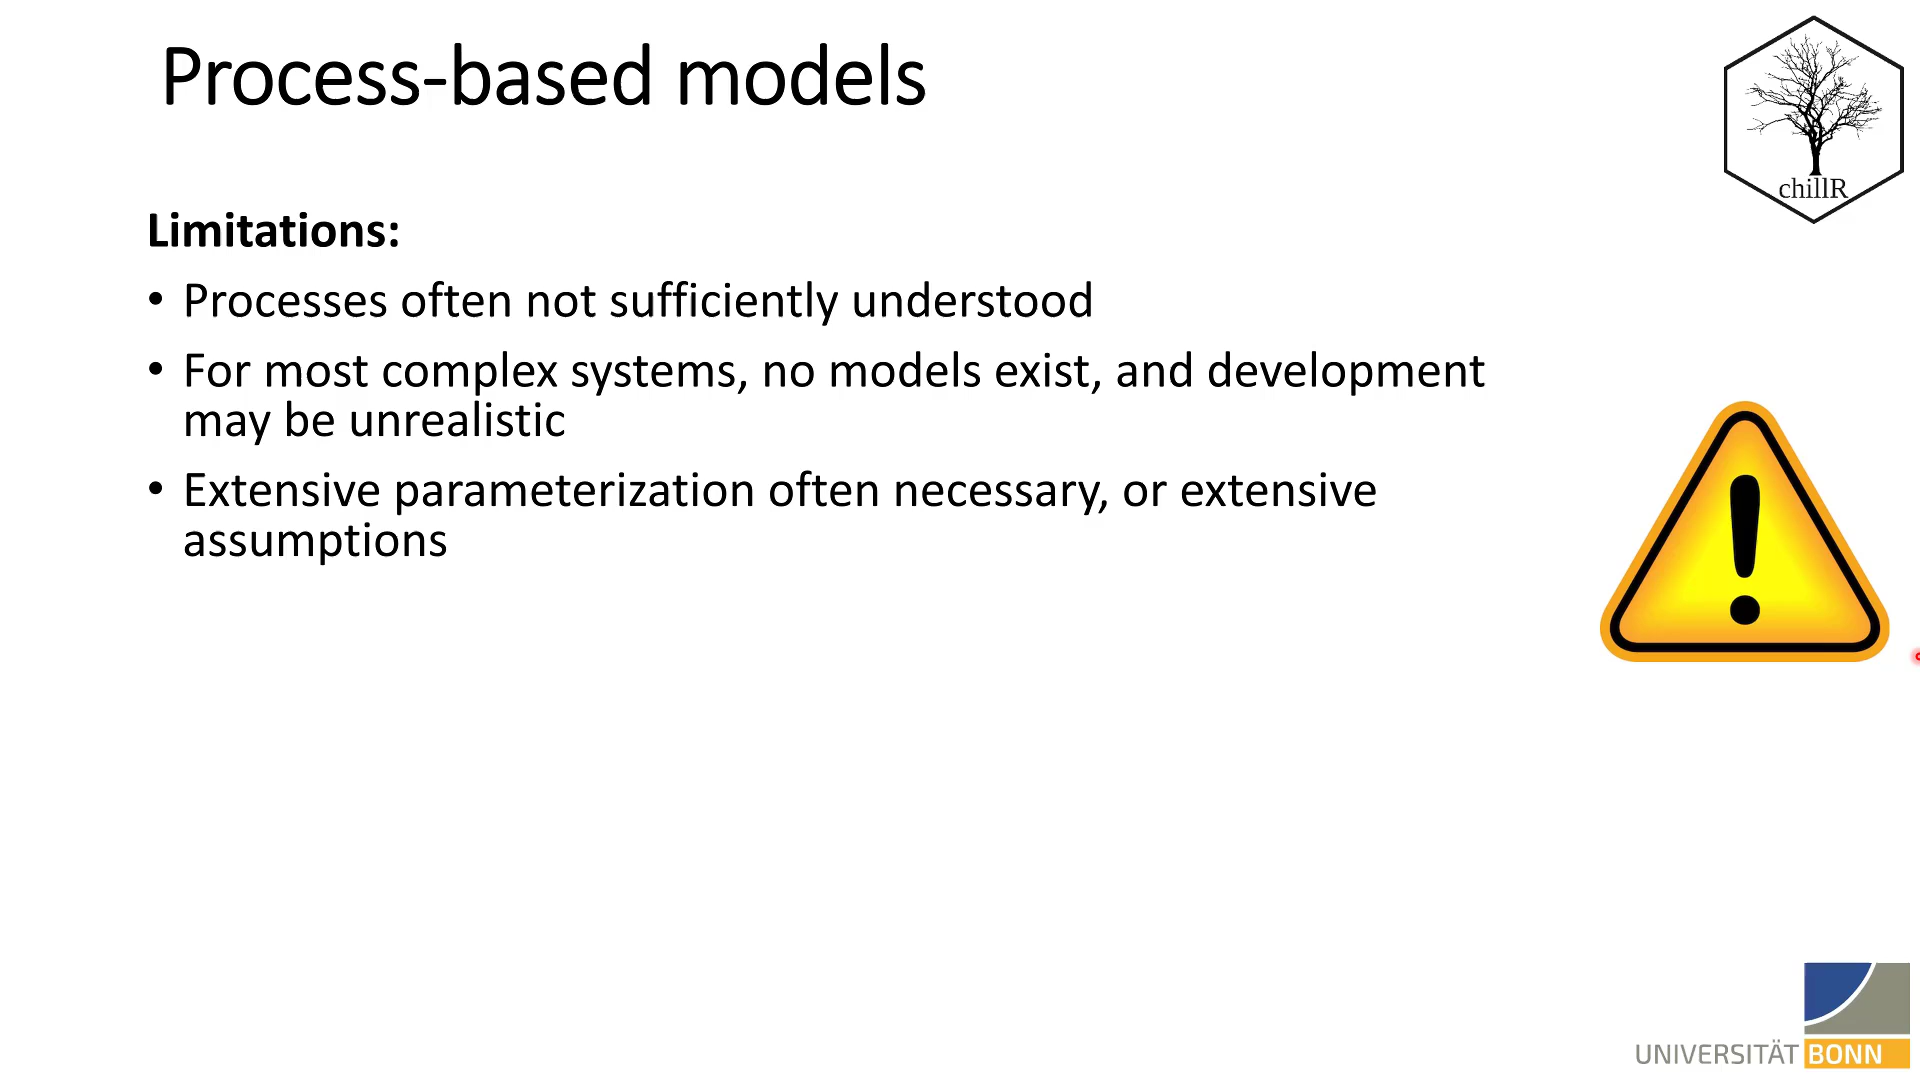 Process-based models
chillR
Limitations:
• Processes often not sufficiently understood
• For most complex systems, no models exist, and development
may be unrealistic
• Extensive parameterization often necessary, or extensive
assumptions
UNIVERSITÄT BONN